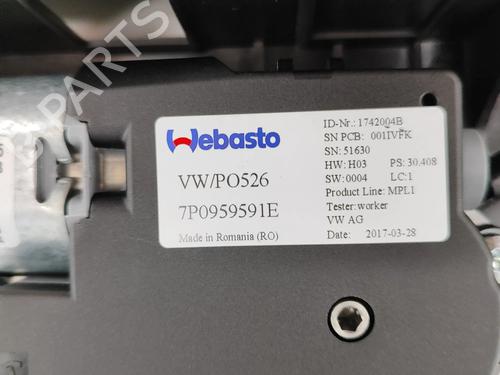 B PARTS
Webasto
VW/PO526
7P0959591E
Made in Romania (RO)
ID-Nr.: 1742004B
SN PCB: 001IVFK
SN: 51630
HW: H03 PS: 30.408
SW: 0004 LC: 1
Product Line: MPL1
Tester: worker
VW AG
Date: 2017-03-28